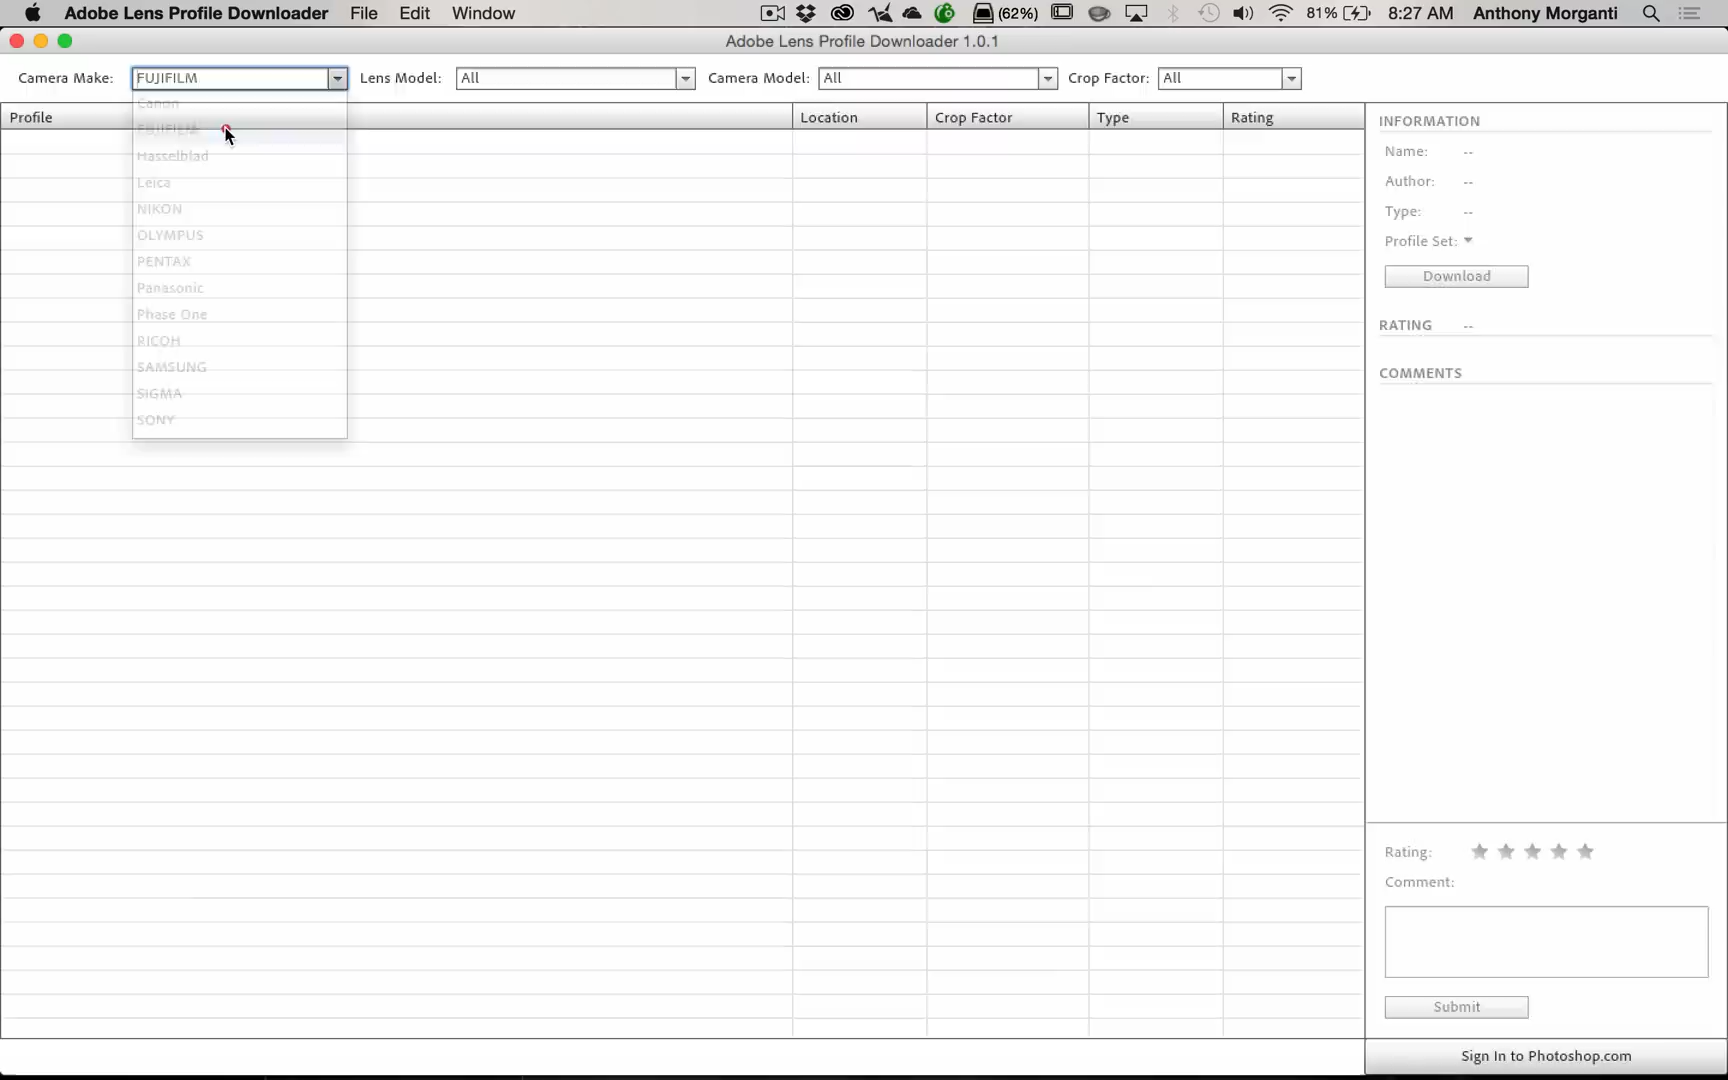 Adobe Lens Profile Downloader File Edit Window (62%) 81% 8:27 AM Anthony Morganti
Adobe Lens Profile Downloader 1.0.1
Camera Make: FUJIFILM Lens Model: All Camera Model: All Crop Factor: All
Canon
Profile Location Crop Factor Type Rating
FUJIFILM
Hasselblad
Leica
NIKON
OLYMPUS
PENTAX
Panasonic
Phase One
RICOH
SAMSUNG
SIGMA
SONY
INFORMATION
Name: --
Author: --
Type: --
Profile Set:
Download
RATING --
COMMENTS
Rating:
Comment:
Submit
Sign In to Photoshop.com